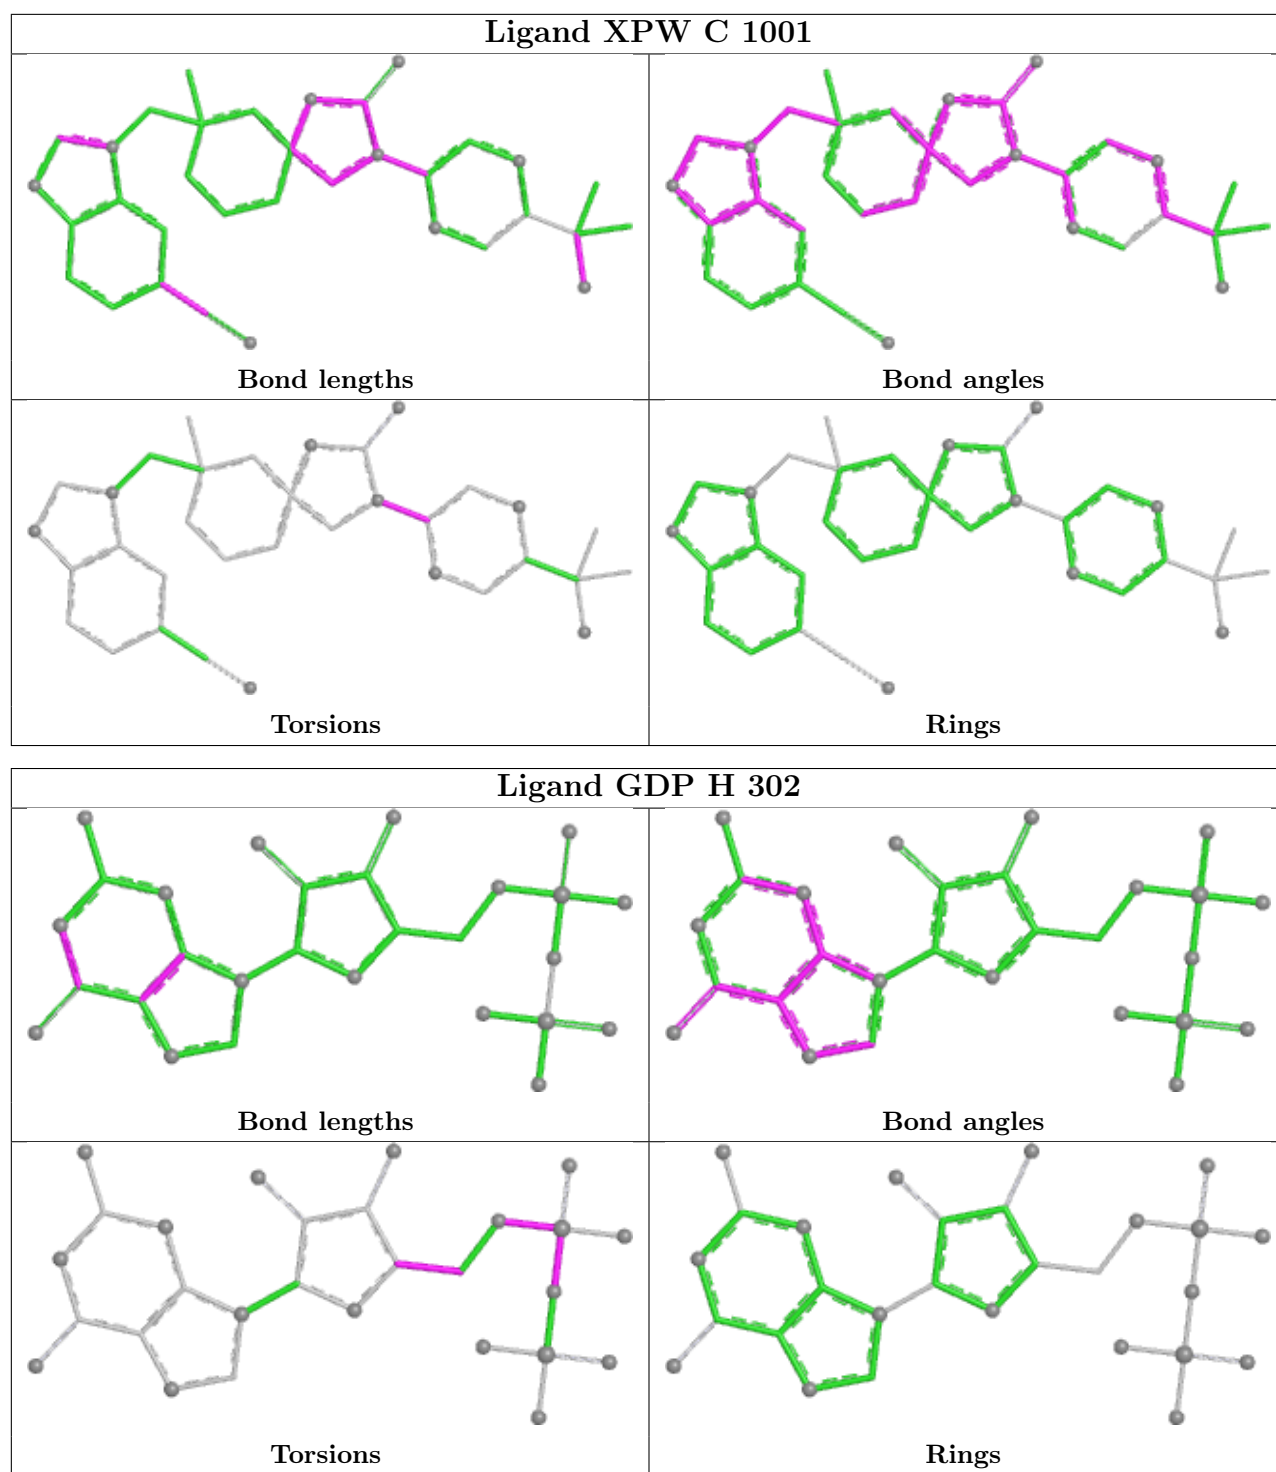 Ligand XPW C 1001
Bond lengths
Bond angles
Torsions
Rings
Ligand GDP H 302
Bond lengths
Bond angles
Torsions
Rings